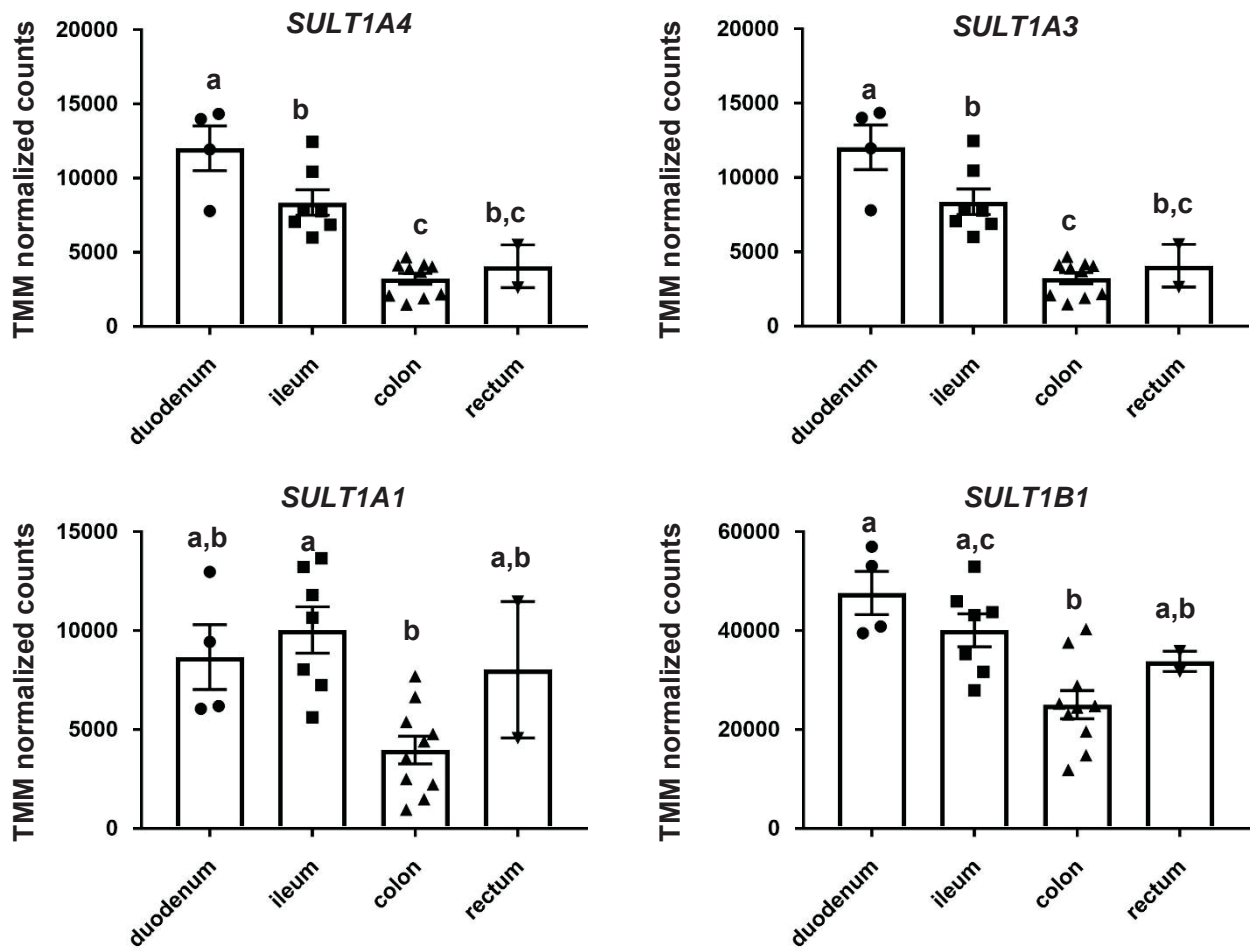 SULT1A4
TMM normalized counts
20000
15000
10000
5000
0
a
b
c
b,c
duodenum
ileum
colon
rectum
SULT1A3
TMM normalized counts
20000
15000
10000
5000
0
a
b
c
b,c
duodenum
ileum
colon
rectum
SULT1A1
TMM normalized counts
15000
10000
5000
0
a,b
a
b
a,b
duodenum
ileum
colon
rectum
SULT1B1
TMM normalized counts
60000
40000
20000
0
a
a,c
b
a,b
duodenum
ileum
colon
rectum